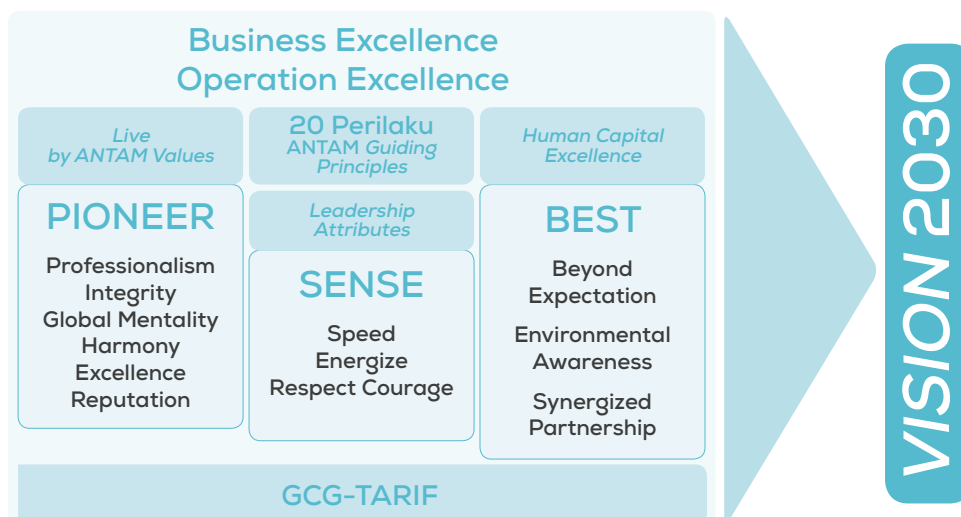 Business Excellence
Operation Excellence
Live
by ANTAM Values
PIONEER
Professionalism
Integrity
Global Mentality
Harmony
Excellence
Reputation
20 Perilaku
ANTAM Guiding
Principles
Leadership
Attributes
SENSE
Speed
Energize
Respect Courage
Human Capital
Excellence
BEST
Beyond
Expectation
Environmental
Awareness
Synergized
Partnership
GCG-TARIF
VISION 2030